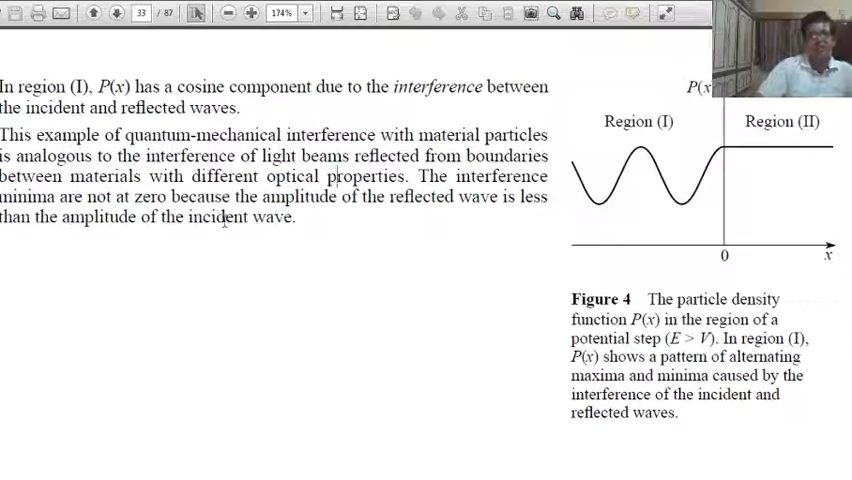 33 / 87
174%
In region (I), P(x) has a cosine component due to the interference between
the incident and reflected waves.
This example of quantum-mechanical interference with material particles
is analogous to the interference of light beams reflected from boundaries
between materials with different optical properties. The interference
minima are not at zero because the amplitude of the reflected wave is less
than the amplitude of the incident wave.
P(x
Region (I)
Region (II)
0
x
Figure 4 The particle density
function P(x) in the region of a
potential step (E > V). In region (I),
P(x) shows a pattern of alternating
maxima and minima caused by the
interference of the incident and
reflected waves.